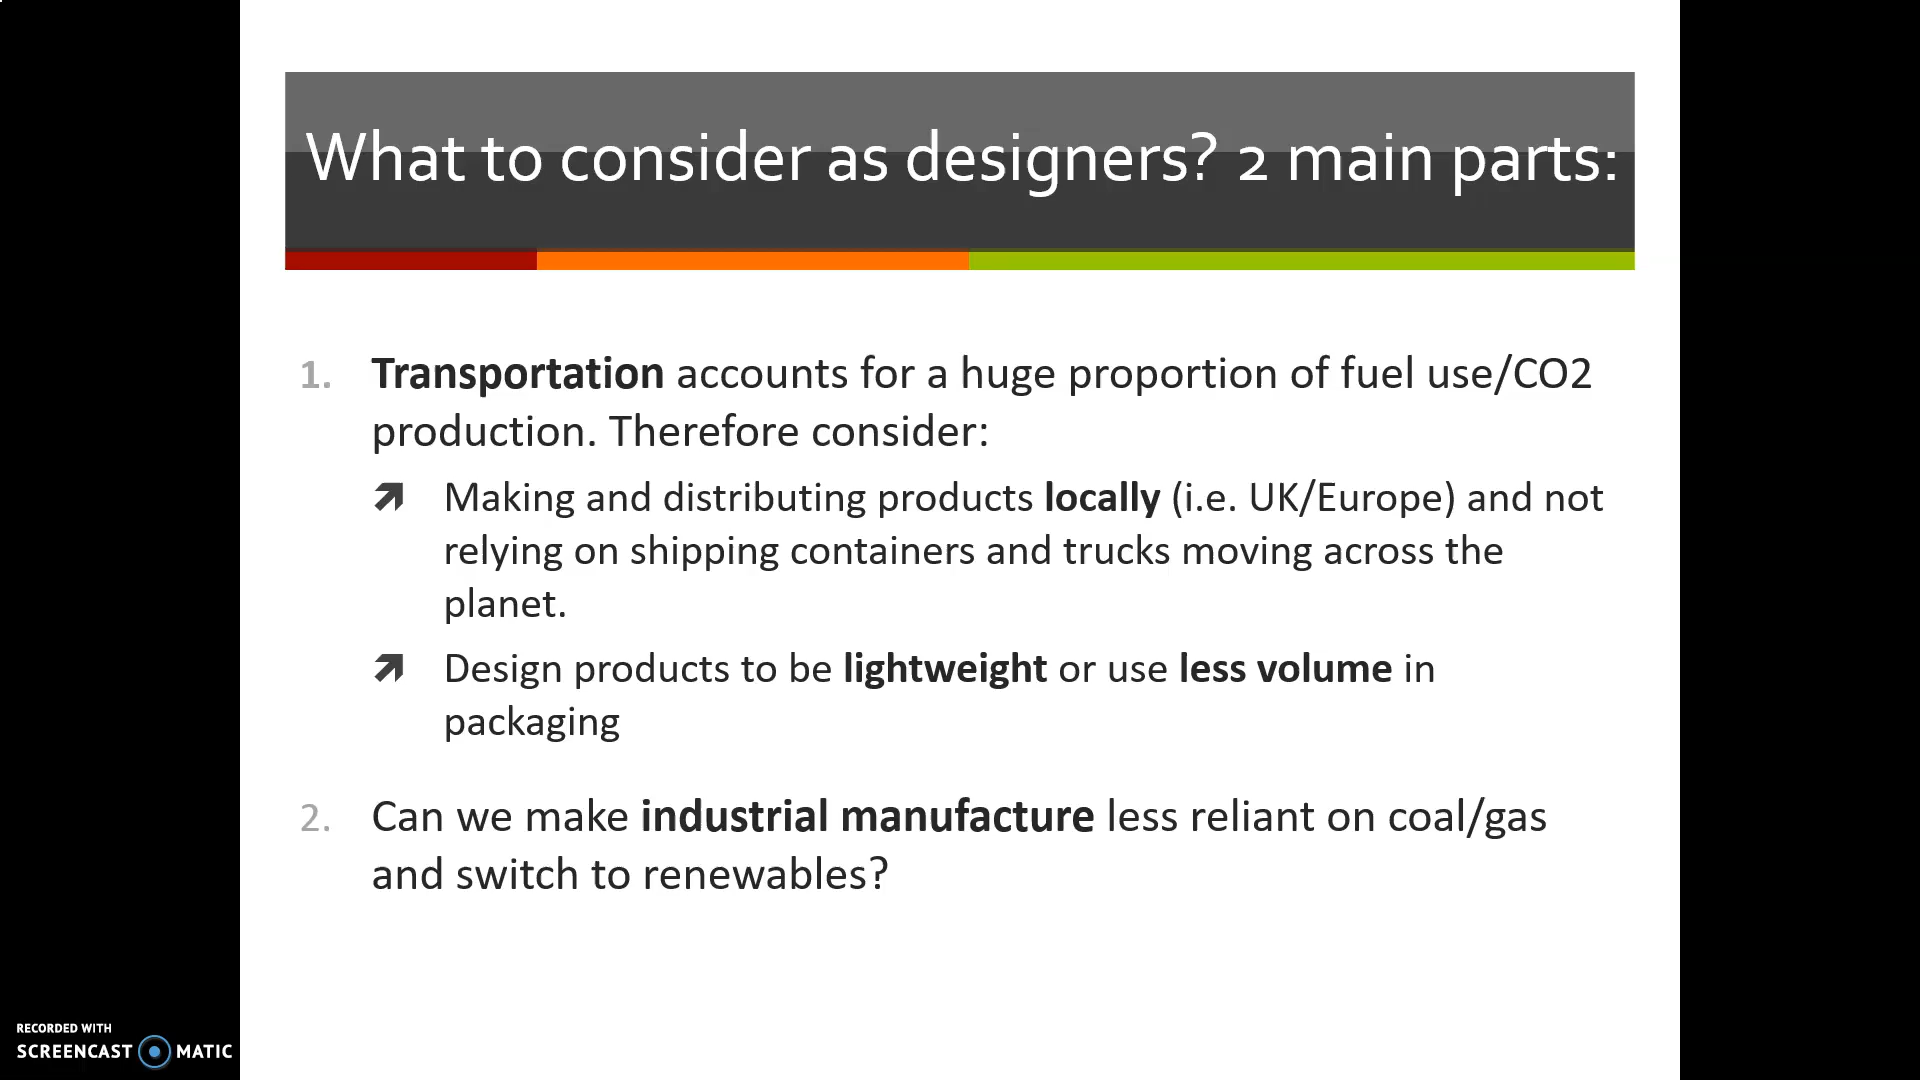 What to consider as designers? 2 main parts:
1. Transportation accounts for a huge proportion of fuel use/CO2
production. Therefore consider:
Making and distributing products locally (i.e. UK/Europe) and not
relying on shipping containers and trucks moving across the
planet.
Design products to be lightweight or use less volume in
packaging
2. Can we make industrial manufacture less reliant on coal/gas
and switch to renewables?
RECORDED WITH
SCREENCAST MATIC